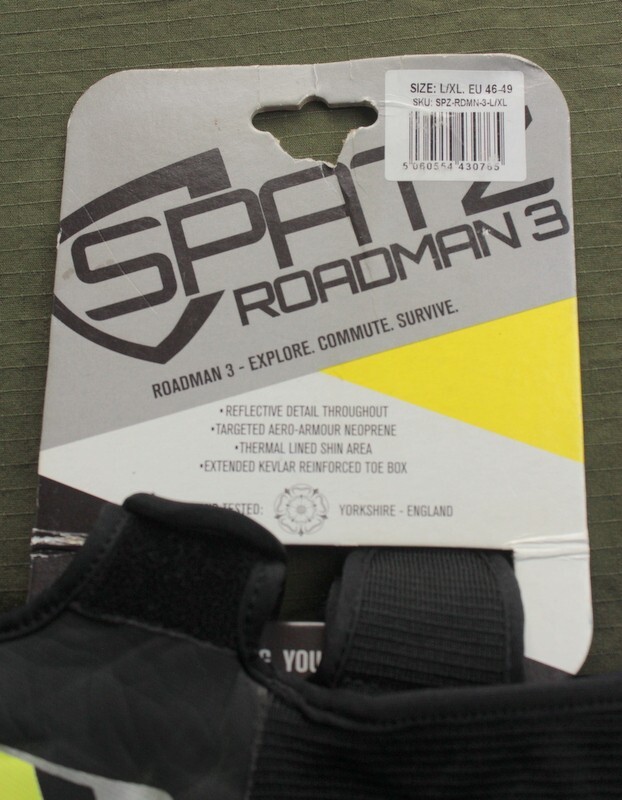 SIZE: L/XL. EU 46-49
SKU: SPZ-RDMN-3-L/XL
5 060554 430765
SPATZ
ROADMAN 3
ROADMAN 3 - EXPLORE. COMMUTE. SURVIVE.
•REFLECTIVE DETAIL THROUGHOUT
•TARGETED AERO-ARMOUR NEOPRENE
•THERMAL LINED SHIN AREA
•EXTENDED KEVLAR REINFORCED TOE BOX
TESTED: YORKSHIRE - ENGLAND
YOU